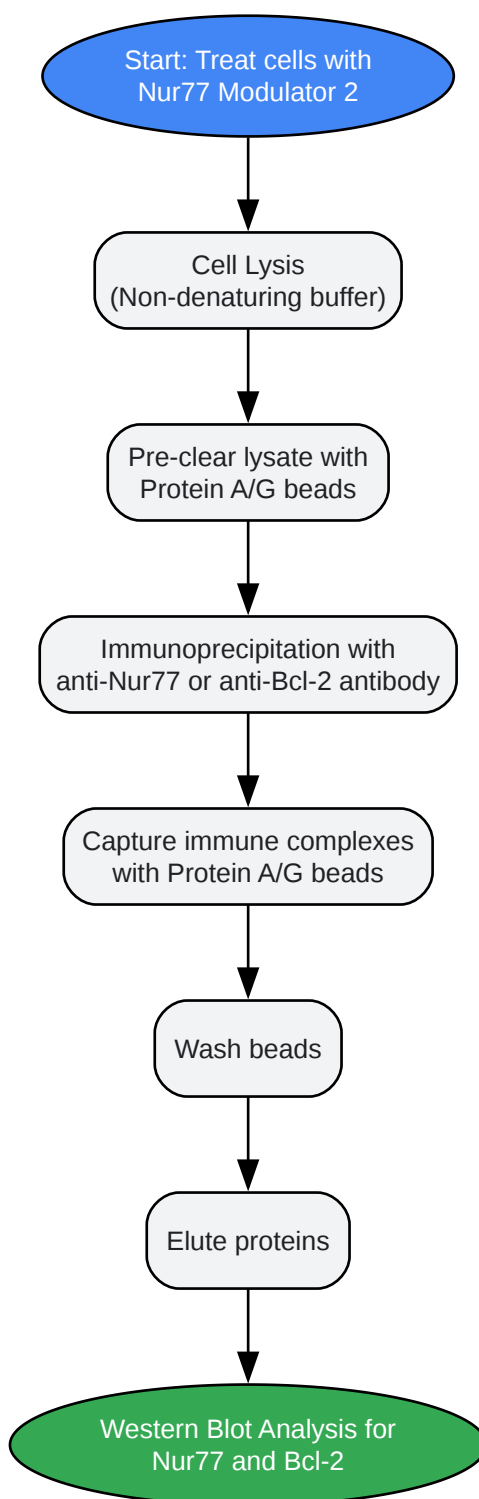 Start: Treat cells with
Nur77 Modulator 2
Cell Lysis
(Non-denaturing buffer)
Pre-clear lysate with
Protein A/G beads
Immunoprecipitation with
anti-Nur77 or anti-Bcl-2 antibody
Capture immune complexes
with Protein A/G beads
Wash beads
Elute proteins
Western Blot Analysis for
Nur77 and Bcl-2